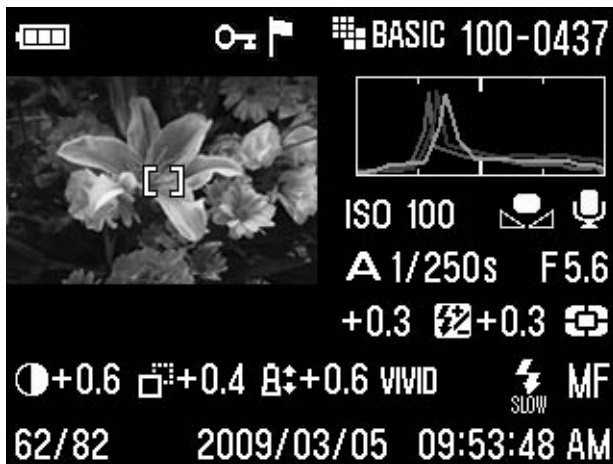 BASIC 100-0437
ISO 100
A 1/250s F5.6
+0.3 +0.3
+0.6 +0.4 +0.6 VIVID SLOW MF
62/82 2009/03/05 09:53:48 AM